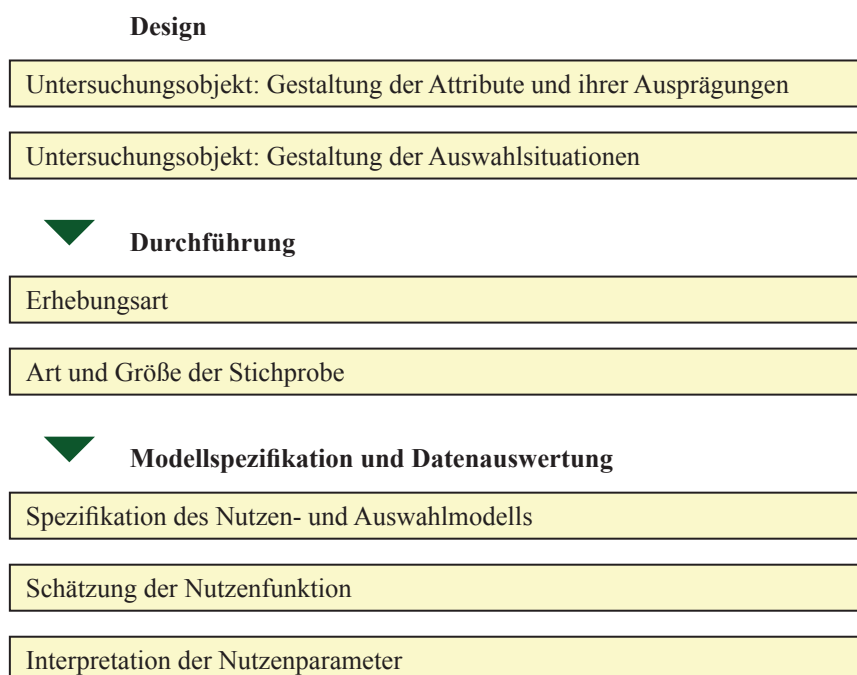 Design
Untersuchungsobjekt: Gestaltung der Attribute und ihrer Ausprägungen
Untersuchungsobjekt: Gestaltung der Auswahlsituationen
Durchführung
Erhebungsart
Art und Größe der Stichprobe
Modellspezifikation und Datenauswertung
Spezifikation des Nutzen- und Auswahlmodells
Schätzung der Nutzenfunktion
Interpretation der Nutzenparameter